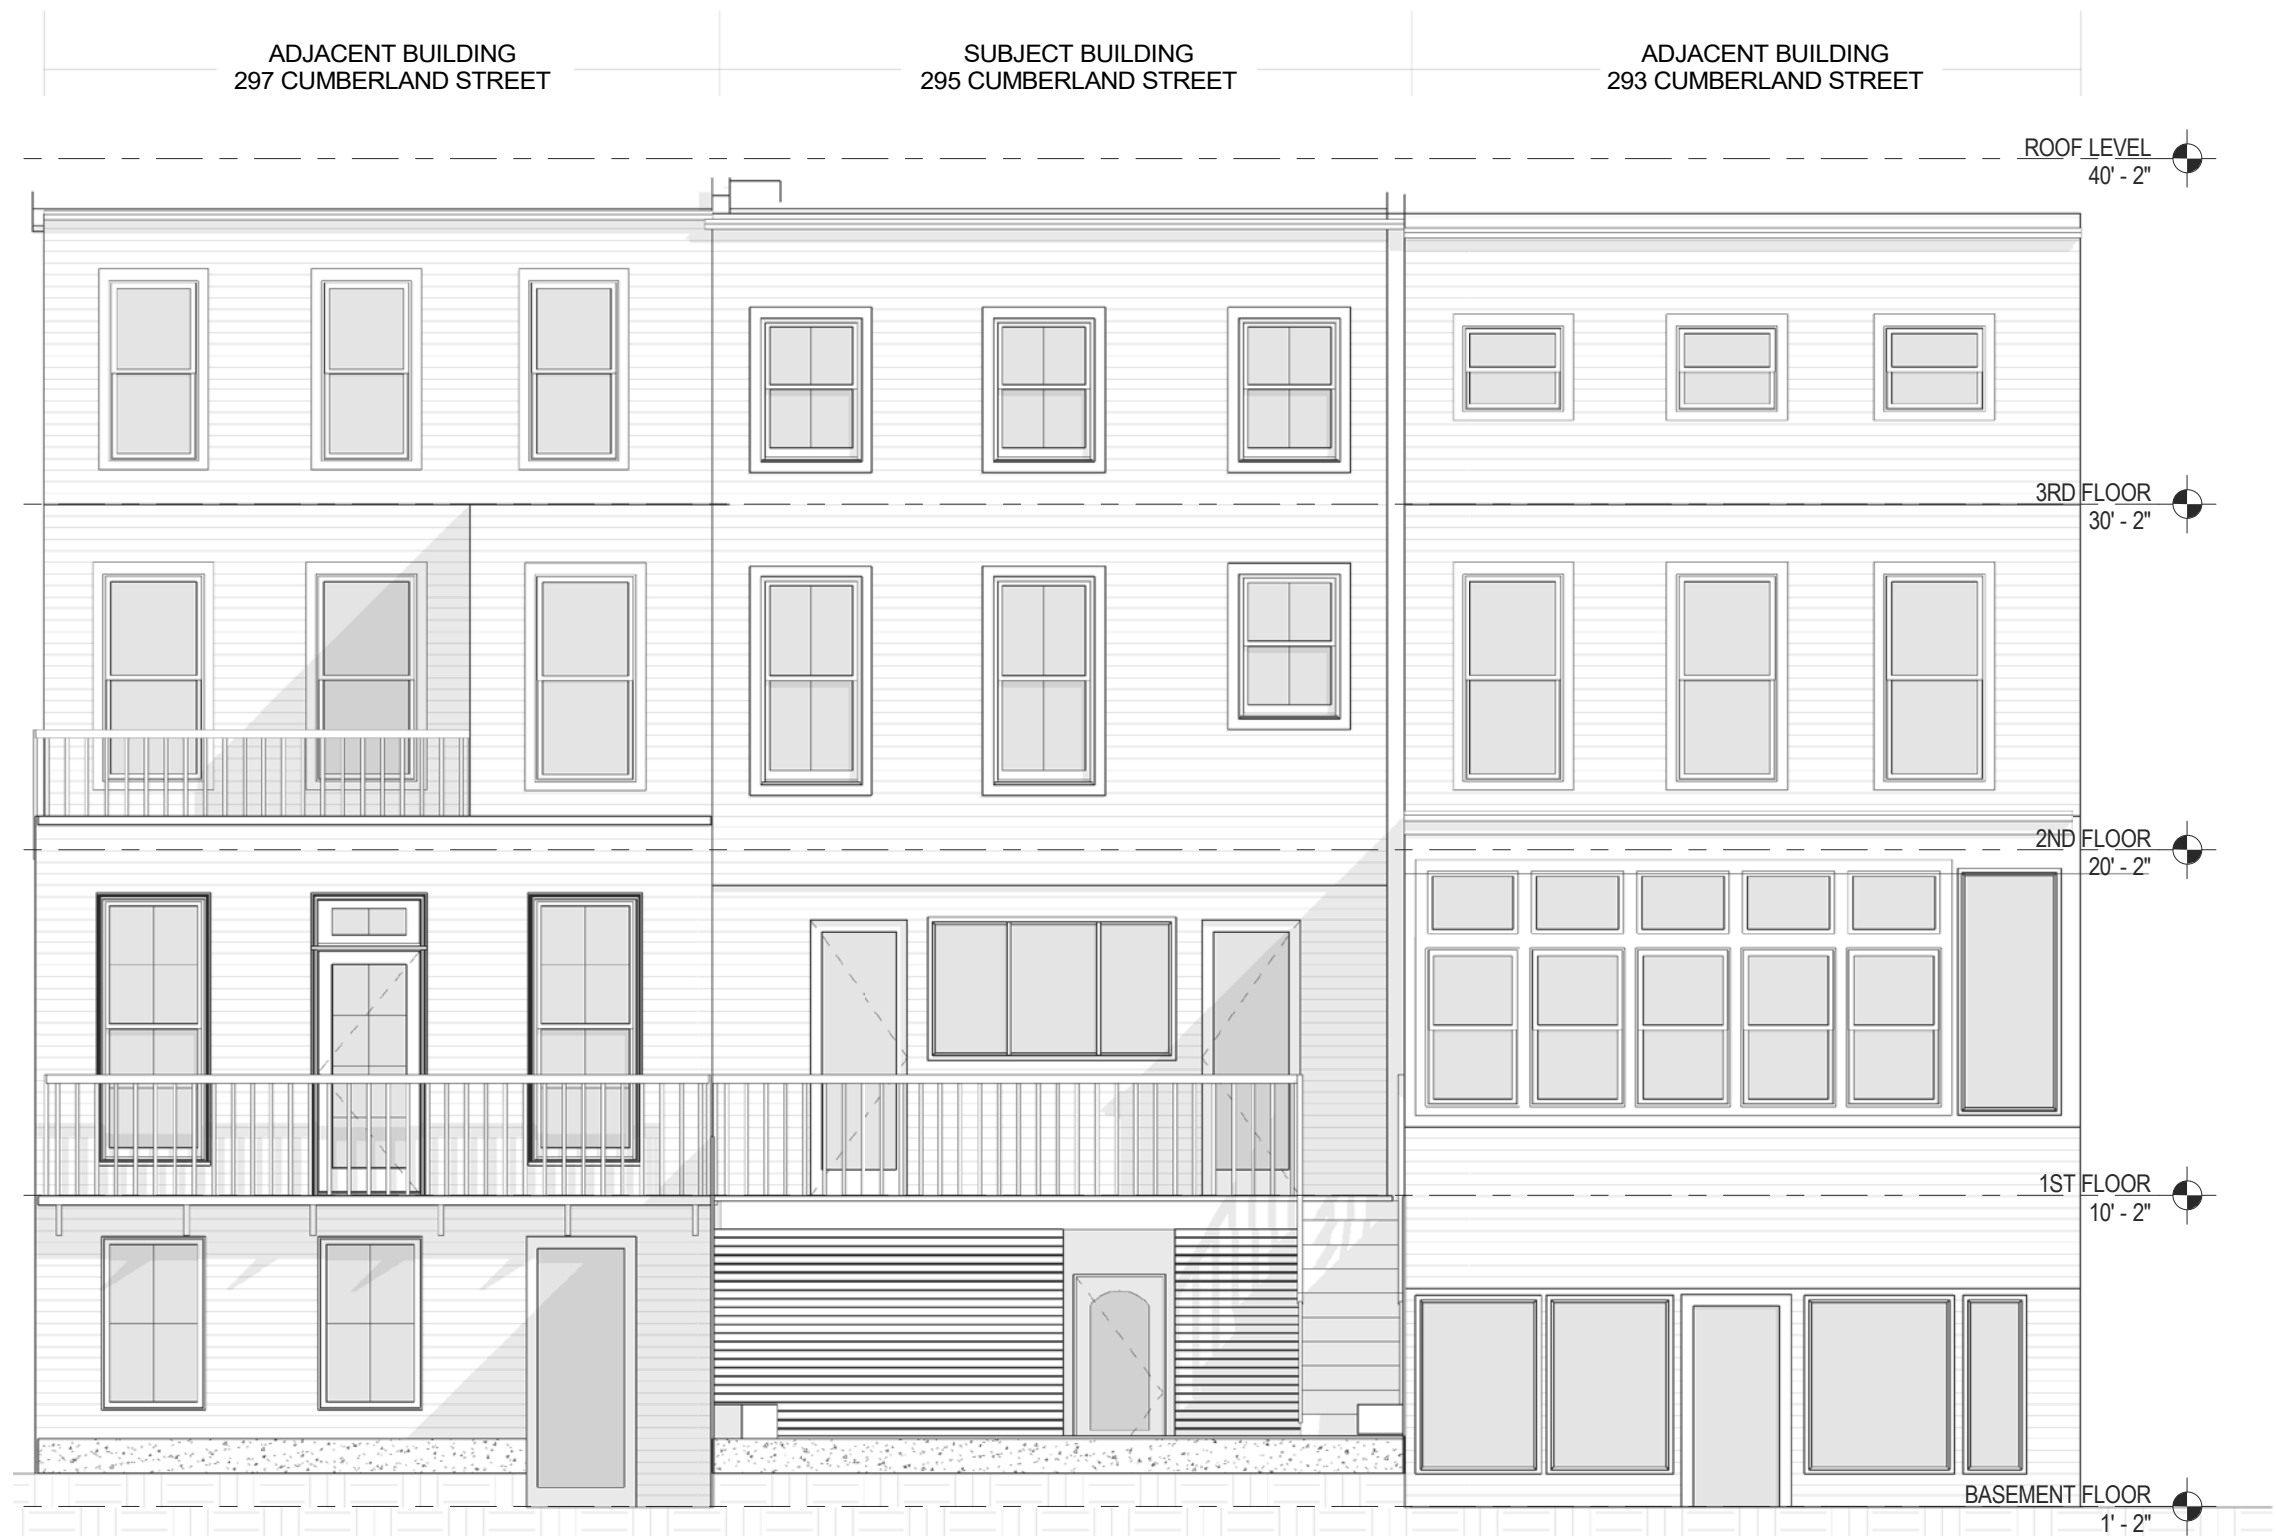 ADJACENT BUILDING
297 CUMBERLAND STREET
SUBJECT BUILDING
295 CUMBERLAND STREET
ADJACENT BUILDING
293 CUMBERLAND STREET
ROOF LEVEL
40' - 2"
3RD FLOOR
30' - 2"
2ND FLOOR
20' - 2"
1ST FLOOR
10' - 2"
BASEMENT FLOOR
1' - 2"